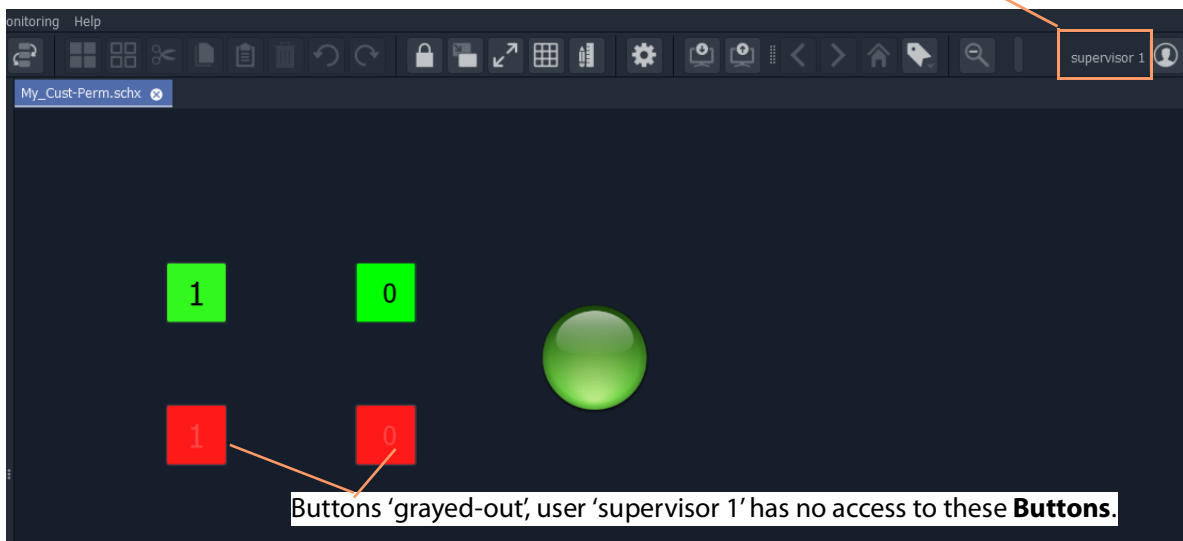 onitoring Help
supervisor 1
My_Cust-Perm.schx
1 0
1 0
Buttons ‘grayed-out’, user ‘supervisor 1’ has no access to these Buttons.